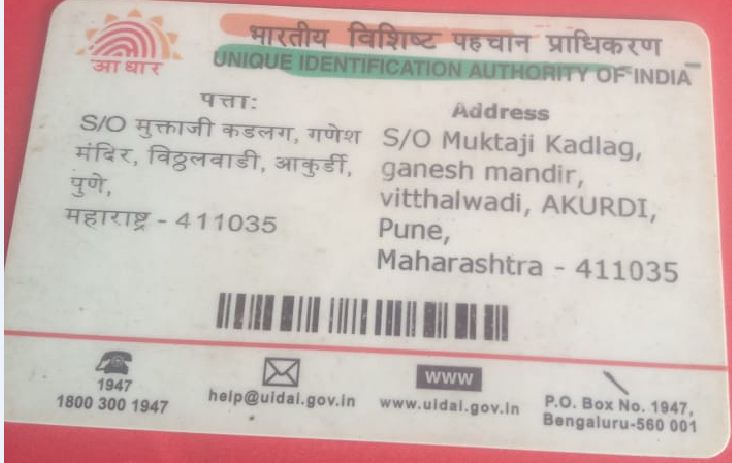 भारतीय विशिष्ट पहचान प्राधिकरण
UNIQUE IDENTIFICATION AUTHORITY OF INDIA
आधार
पत्ता:
S/O मुक्ताजी कडलग, गणेश
मंदिर, विठ्ठलवाडी, आकुर्डी,
पुणे,
महाराष्ट्र - 411035
Address
S/O Muktaji Kadlag,
ganesh mandir,
vitthalwadi, AKURDI,
Pune,
Maharashtra - 411035
1947
1800 300 1947
help@uidai.gov.in
www
www.uidai.gov.in
P.O. Box No. 1947,
Bengaluru-560 001